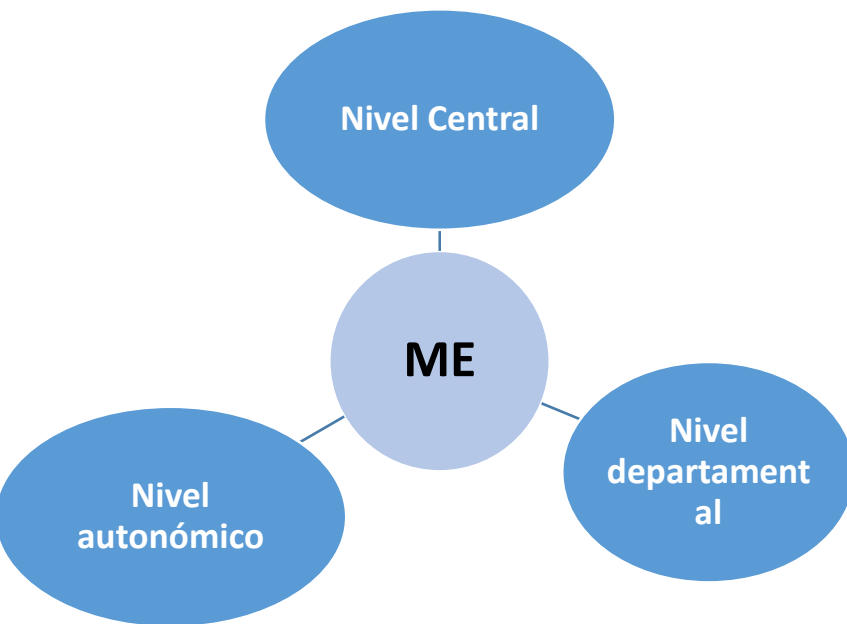 Nivel Central
ME
Nivel
autonómico
Nivel
departament
al